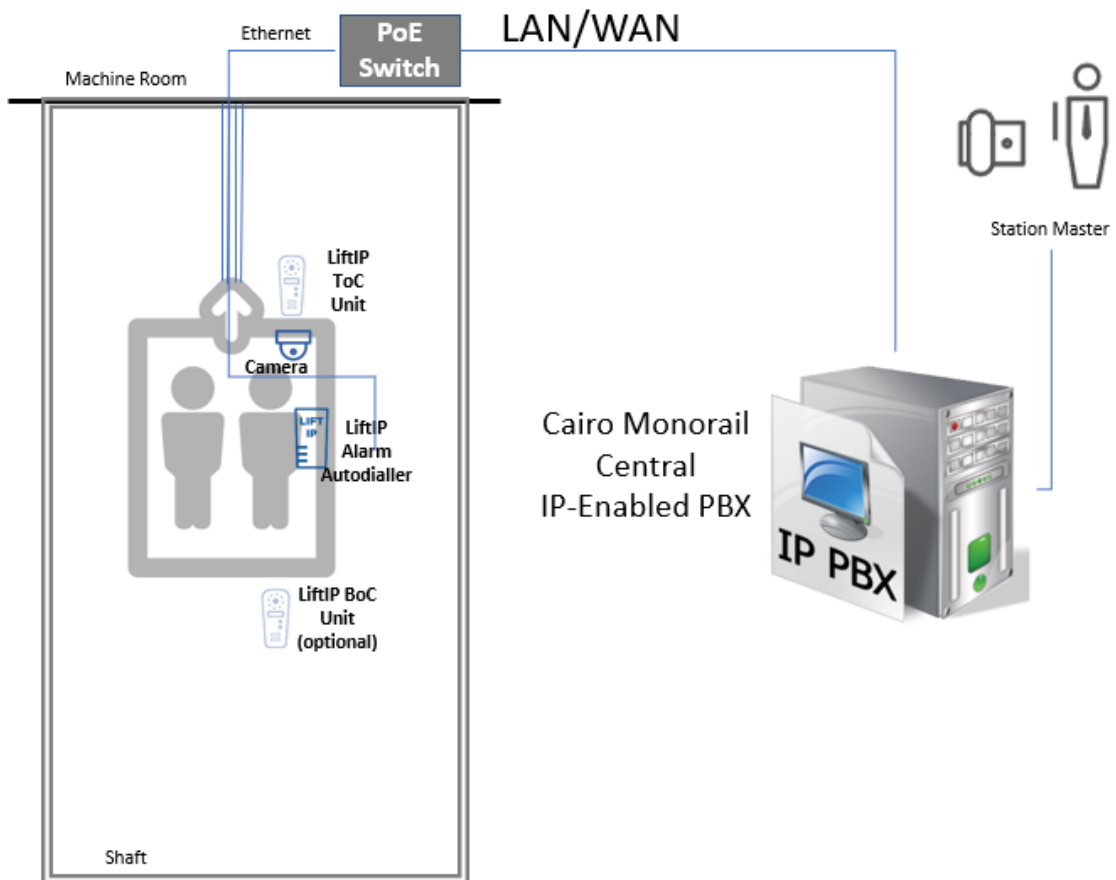 Ethernet
PoE
Switch
LAN/WAN
Machine Room
Station Master
LiftIP
ToC
Unit
Camera
LIFT
IP
LiftIP
Alarm
Autodialler
Cairo Monorail
Central
IP-Enabled PBX
IP PBX
LiftIP BoC
Unit
(optional)
Shaft